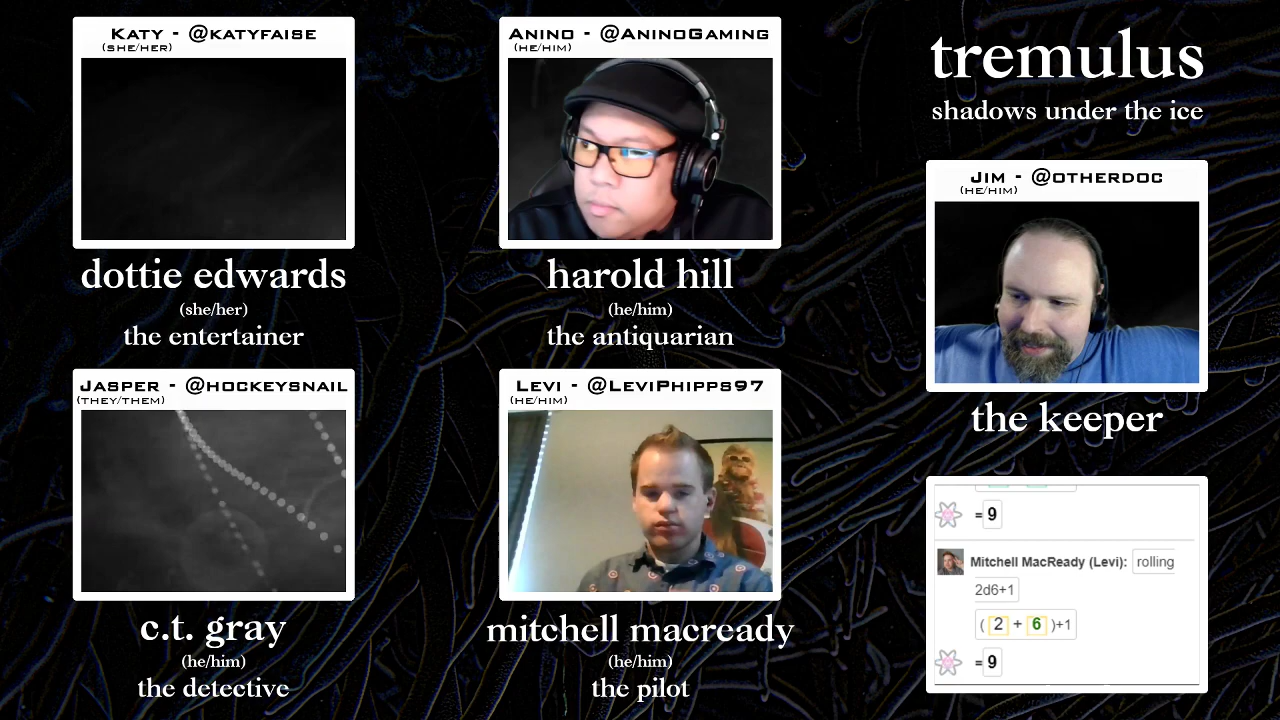 KATY - @KATYFAISE
(SHE/HER)
dottie edwards
(she/her)
the entertainer
ANINO - @ANINOGAMING
(HE/HIM)
harold hill
(he/him)
the antiquarian
tremulus
shadows under the ice
JIM - @OTHERDOC
(HE/HIM)
the keeper
JASPER - @HOCKEYSNAIL
(THEY/THEM)
c.t. gray
(he/him)
the detective
LEVI - @LEVIPHIPPS97
(HE/HIM)
mitchell macready
(he/him)
the pilot
=9
Mitchell MacReady (Levi): rolling
2d6+1
( 2 + 6 )+1
=9